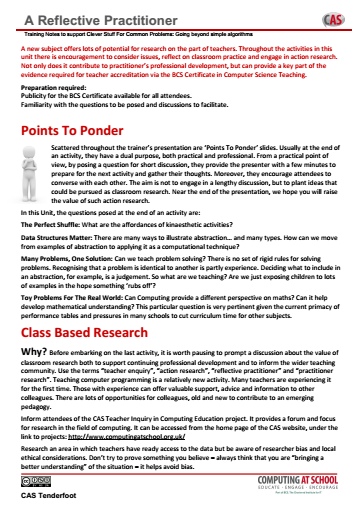 A Reflective Practitioner
CAS
Training Notes to support Clever Stuff For Common Problems: Going beyond simple algorithms
A new subject offers lots of potential for research on the part of teachers. Throughout the activities in
this unit there is encouragement to consider issues, reflect on classroom practice and engage in action research.
Not only does it contribute to practitioner's professional development, but can provide a key part of the
evidence required for teacher accreditation via the BCS Certificate in Computer Science Teaching.
Preparation required:
Publicity for the BCS Certificate available for all attendees.
Familiarity with the questions to be posed and discussions to facilitate.
Points To Ponder
Scattered throughout the trainer's presentation are 'Points To Ponder' slides. Usually at the end of
an activity, they have a dual purpose, both practical and professional. From a practical point of
view, by posing a question for short discussion, they provide the presenter with a few minutes to
prepare for the next activity and gather their thoughts. Moreover, they encourage attendees to
converse with each other. The aim is not to engage in a lengthy discussion, but to plant ideas that
could be pursued as classroom research. Near the end of the presentation, we hope you will raise
the value of such action research.
In this Unit, the questions posed at the end of an activity are:
The Perfect Shuffle: What are the affordances of kinaesthetic activities?
Data Structures Matter: There are many ways to illustrate abstraction... and many types. How can we move
from examples of abstraction to applying it as a computational technique?
Many Problems, One Solution: Can we teach problem solving? There is no set of rigid rules for solving
problems. Recognising that a problem is identical to another is partly experience. Deciding what to include in
an abstraction, for example, is a judgement. So what are we teaching? Are we just exposing children to lots
of examples in the hope something 'rubs off'?
Toy Problems For The Real World: Can Computing provide a different perspective on maths? Can it help
develop mathematical understanding? This particular question is very pertinent given the current primacy of
performance tables and pressures in many schools to cut curriculum time for other subjects.
Class Based Research
Why? Before embarking on the last activity, it is worth pausing to prompt a discussion about the value of
classroom research both to support continuing professional development and to inform the wider teaching
community. Use the terms "teacher enquiry", "action research", "reflective practitioner" and "practitioner
research". Teaching computer programming is a relatively new activity. Many teachers are experiencing it
for the first time. Those with experience can offer valuable support, advice and information to other
colleagues. There are lots of opportunities for colleagues, old and new to contribute to an emerging
pedagogy.
Inform attendees of the CAS Teacher Inquiry in Computing Education project. It provides a forum and focus
for research in the field of computing. It can be accessed from the home page of the CAS website, under the
link to projects: http://www.computingatschool.org.uk/
Research an area in which teachers have ready access to the data but be aware of researcher bias and local
ethical considerations. Don't try to prove something you believe = always think that you are "bringing a
better understanding" of the situation = it helps avoid bias.
CAS Tenderfoot
COMPUTING AT SCHOOL
EDUCATE · ENGAGE · ENCOURAGE